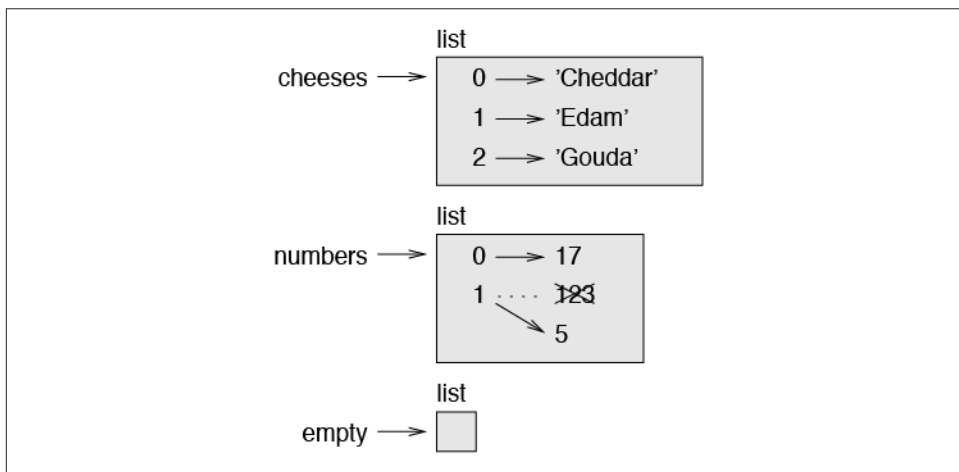 list
cheeses 0 ’Cheddar’
1 ’Edam’
2 ’Gouda’
list
numbers 0 17
1 .... 123
5
list
empty